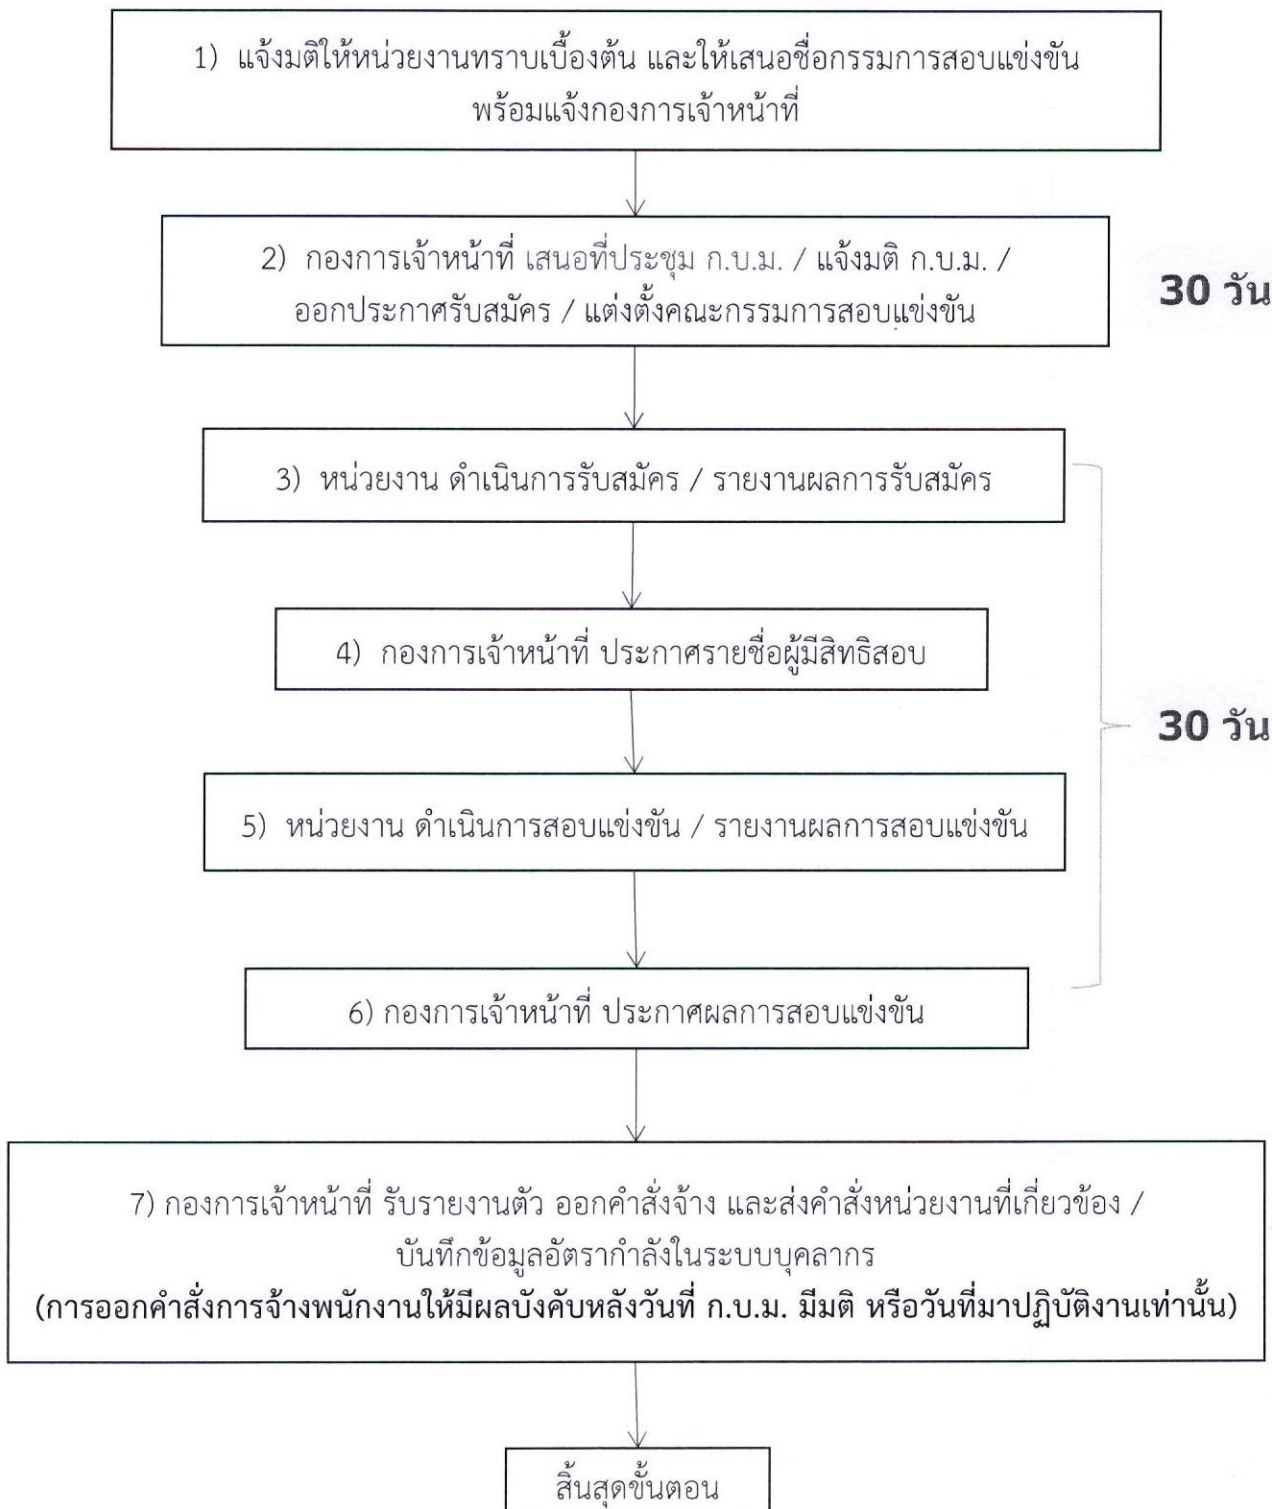 1) แจ้งมติให้หน่วยงานทราบเบื้องต้น และให้เสนอชื่อกรรมการสอบแข่งขัน
พร้อมแจ้งกองการเจ้าหน้าที่
2) กองการเจ้าหน้าที่ เสนอที่ประชุม ก.บ.ม. / แจ้งมติ ก.บ.ม. /
ออกประกาศรับสมัคร / แต่งตั้งคณะกรรมการสอบแข่งขัน
30 วัน
3) หน่วยงาน ดำเนินการรับสมัคร / รายงานผลการรับสมัคร
4) กองการเจ้าหน้าที่ ประกาศรายชื่อผู้มีสิทธิสอบ
30 วัน
5) หน่วยงาน ดำเนินการสอบแข่งขัน / รายงานผลการสอบแข่งขัน
6) กองการเจ้าหน้าที่ ประกาศผลการสอบแข่งขัน
7) กองการเจ้าหน้าที่ รับรายงานตัว ออกคำสั่งจ้าง และส่งคำสั่งหน่วยงานที่เกี่ยวข้อง /
บันทึกข้อมูลอัตรากำลังในระบบบุคลากร
(การออกคำสั่งการจ้างพนักงานให้มีผลบังคับหลังวันที่ ก.บ.ม. มีมติ หรือวันที่มาปฏิบัติงานเท่านั้น)
สิ้นสุดขั้นตอน